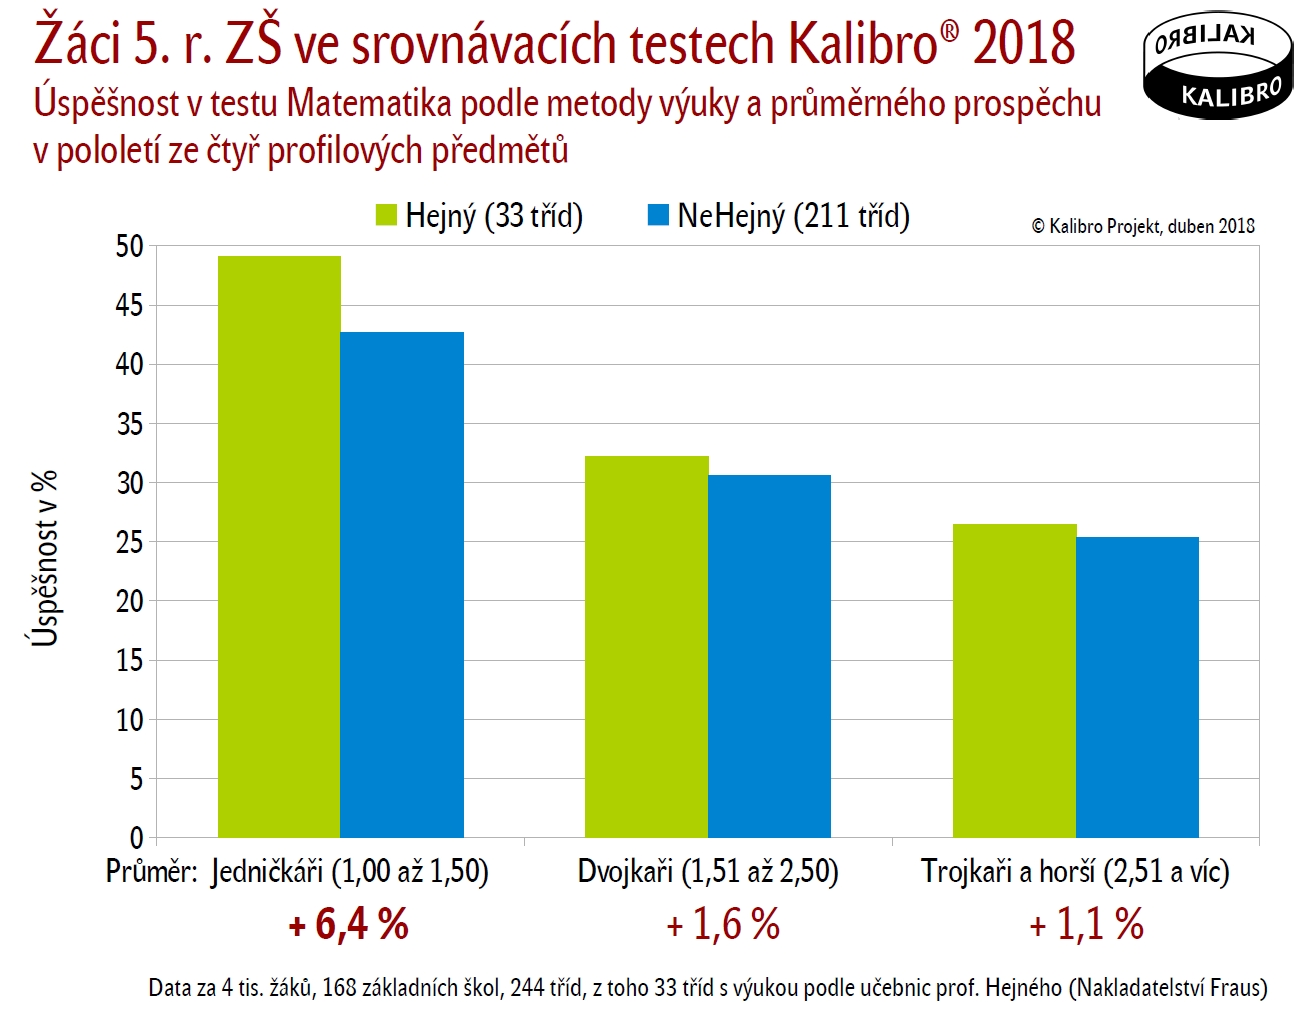 Žáci 5. r. ZŠ ve srovnávacích testech Kalibro® 2018
KALIBRO
KALIBRO
Úspěšnost v testu Matematika podle metody výuky a průměrného prospěchu
v pololetí ze čtyř profilových předmětů
Hejný (33 tříd) NeHejný (211 tříd)
© Kalibro Projekt, duben 2018
Úspěšnost v %
50
45
40
35
30
25
20
15
10
5
0
Průměr: Jedničkáři (1,00 až 1,50) Dvojkaři (1,51 až 2,50) Trojkaři a horší (2,51 a víc)
+ 6,4 % + 1,6 % + 1,1 %
Data za 4 tis. žáků, 168 základních škol, 244 tříd, z toho 33 tříd s výukou podle učebnic prof. Hejného (Nakladatelství Fraus)